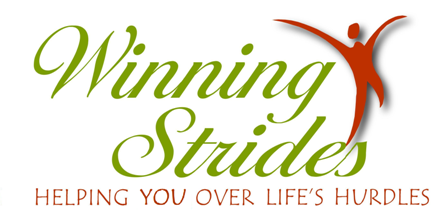 Winning
Strides
HELPING YOU OVER LIFE'S HURDLES